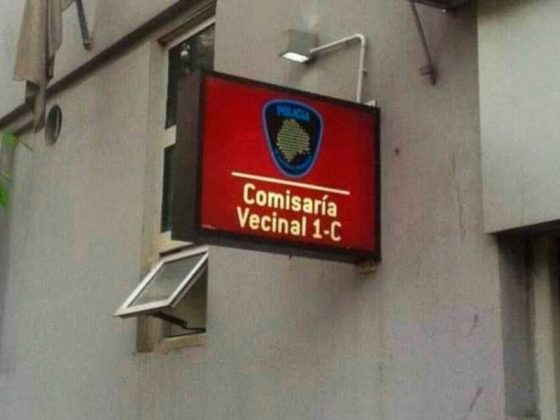 POLICIA
Comisaría
Vecinal 1-C